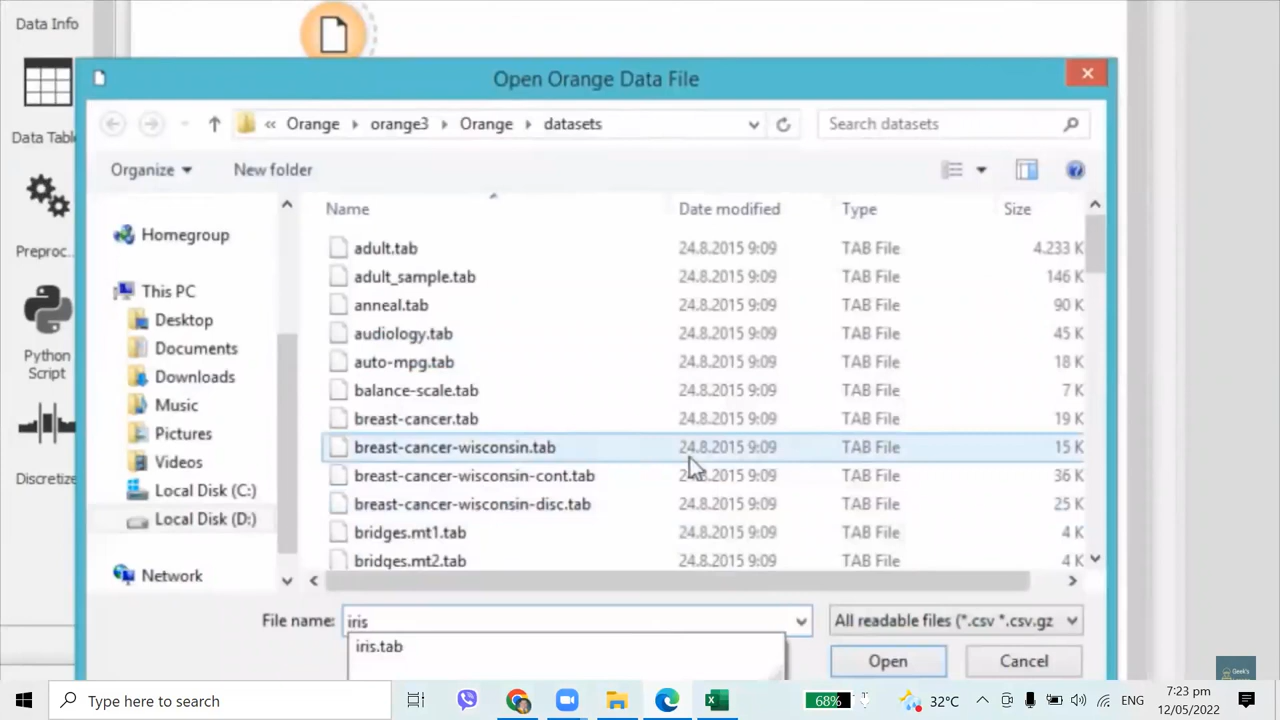 Data Info
Open Orange Data File
« Orange orange3 Orange datasets
Search datasets
Data Table
Organize
New folder
Name Date modified Type Size
Homegroup
adult.tab 24.8.2015 9:09 TAB File 4.233 K
Preproc...
adult_sample.tab 24.8.2015 9:09 TAB File 146 K
This PC
anneal.tab 24.8.2015 9:09 TAB File 90 K
Desktop
audiology.tab 24.8.2015 9:09 TAB File 45 K
Documents
auto-mpg.tab 24.8.2015 9:09 TAB File 18 K
Python
Script
Downloads
balance-scale.tab 24.8.2015 9:09 TAB File 7 K
Music
breast-cancer.tab 24.8.2015 9:09 TAB File 19 K
Pictures
breast-cancer-wisconsin.tab 24.8.2015 9:09 TAB File 15 K
Videos
breast-cancer-wisconsin-cont.tab 24.8.2015 9:09 TAB File 36 K
Discretize
Local Disk (C:)
breast-cancer-wisconsin-disc.tab 24.8.2015 9:09 TAB File 25 K
Local Disk (D:)
bridges.mt1.tab 24.8.2015 9:09 TAB File 4 K
bridges.mt2.tab 24.8.2015 9:09 TAB File 4 K
Network
File name: iris
All readable files (*.csv *.csv.gz
iris.tab
Open
Cancel
Geek's
Type here to search
68%
32°C
ENG
7:23 pm
12/05/2022